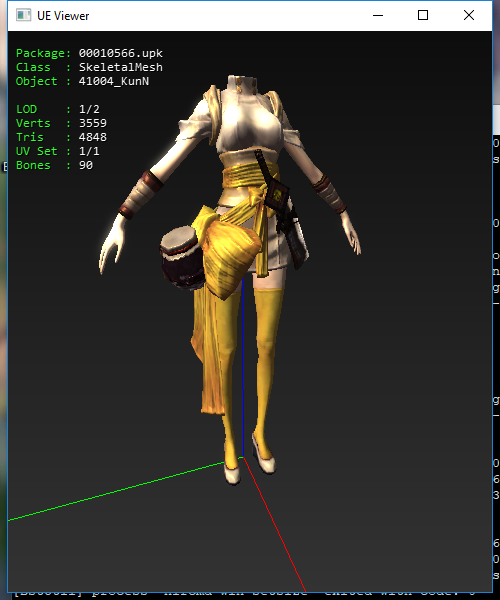 UE Viewer
Package: 00010566.upk
Class : SkeletalMesh
Object : 41004_KunN
LOD : 1/2
Verts : 3559
Tris : 4848
UV Set : 1/1
Bones : 90